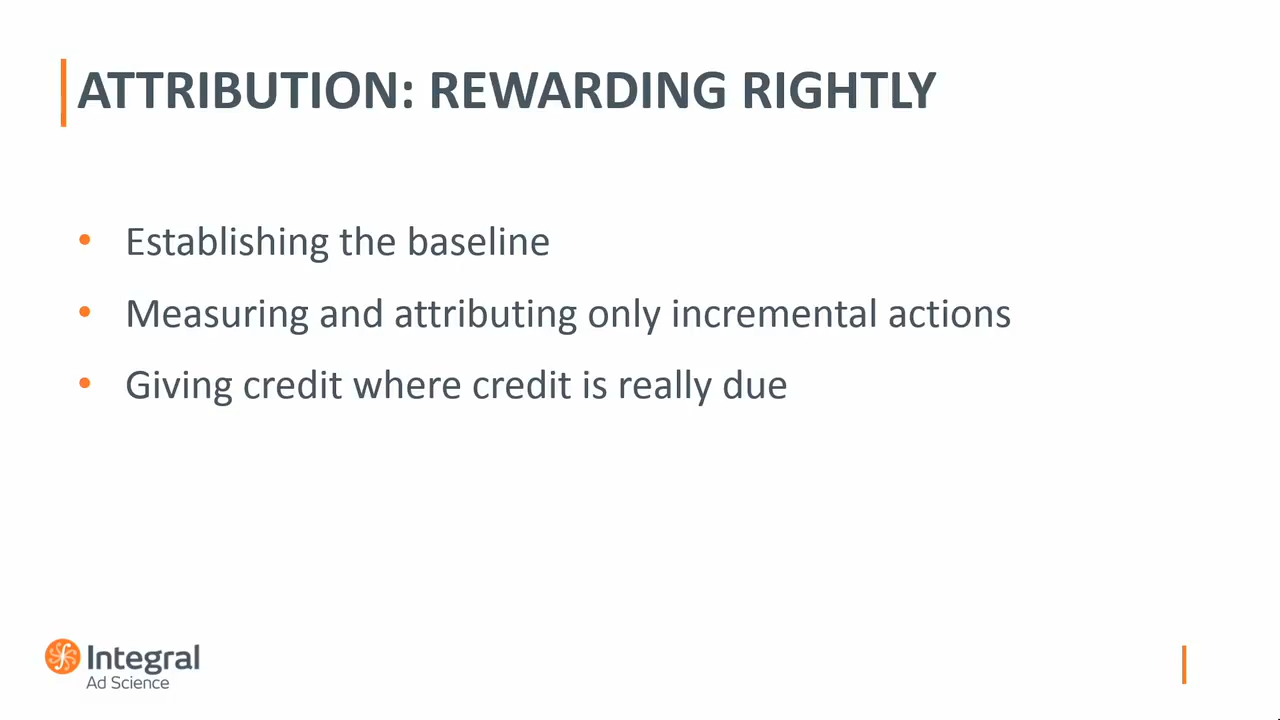 ATTRIBUTION: REWARDING RIGHTLY
• Establishing the baseline
• Measuring and attributing only incremental actions
• Giving credit where credit is really due
Integral
Ad Science